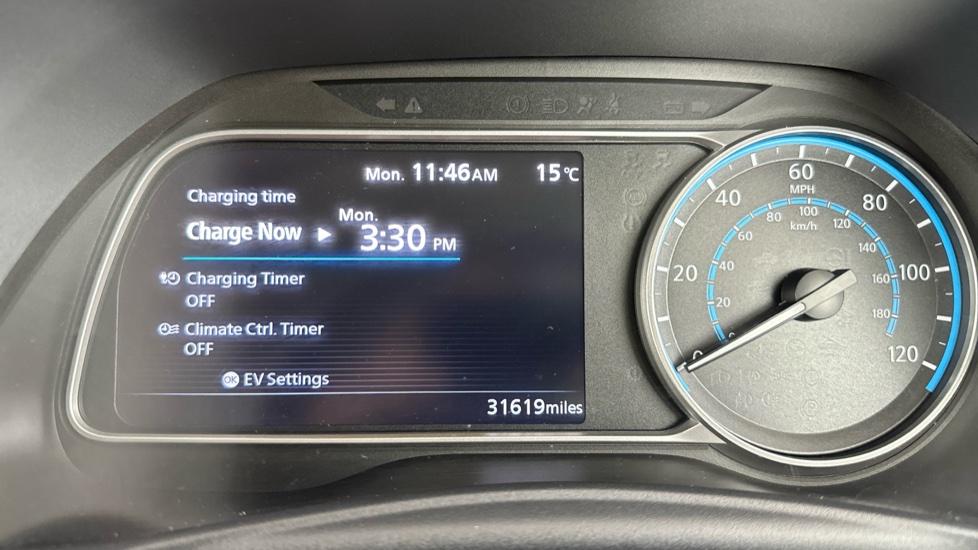 Mon. 11:46AM 15°C
Charging time
Mon.
Charge Now ▶ 3:30 PM
Charging Timer
OFF
Climate Ctrl. Timer
OFF
OK EV Settings
31619miles
0 20 40 60 80 100 120
MPH
0 20 40 60 80 100 120 140 160 180
km/h